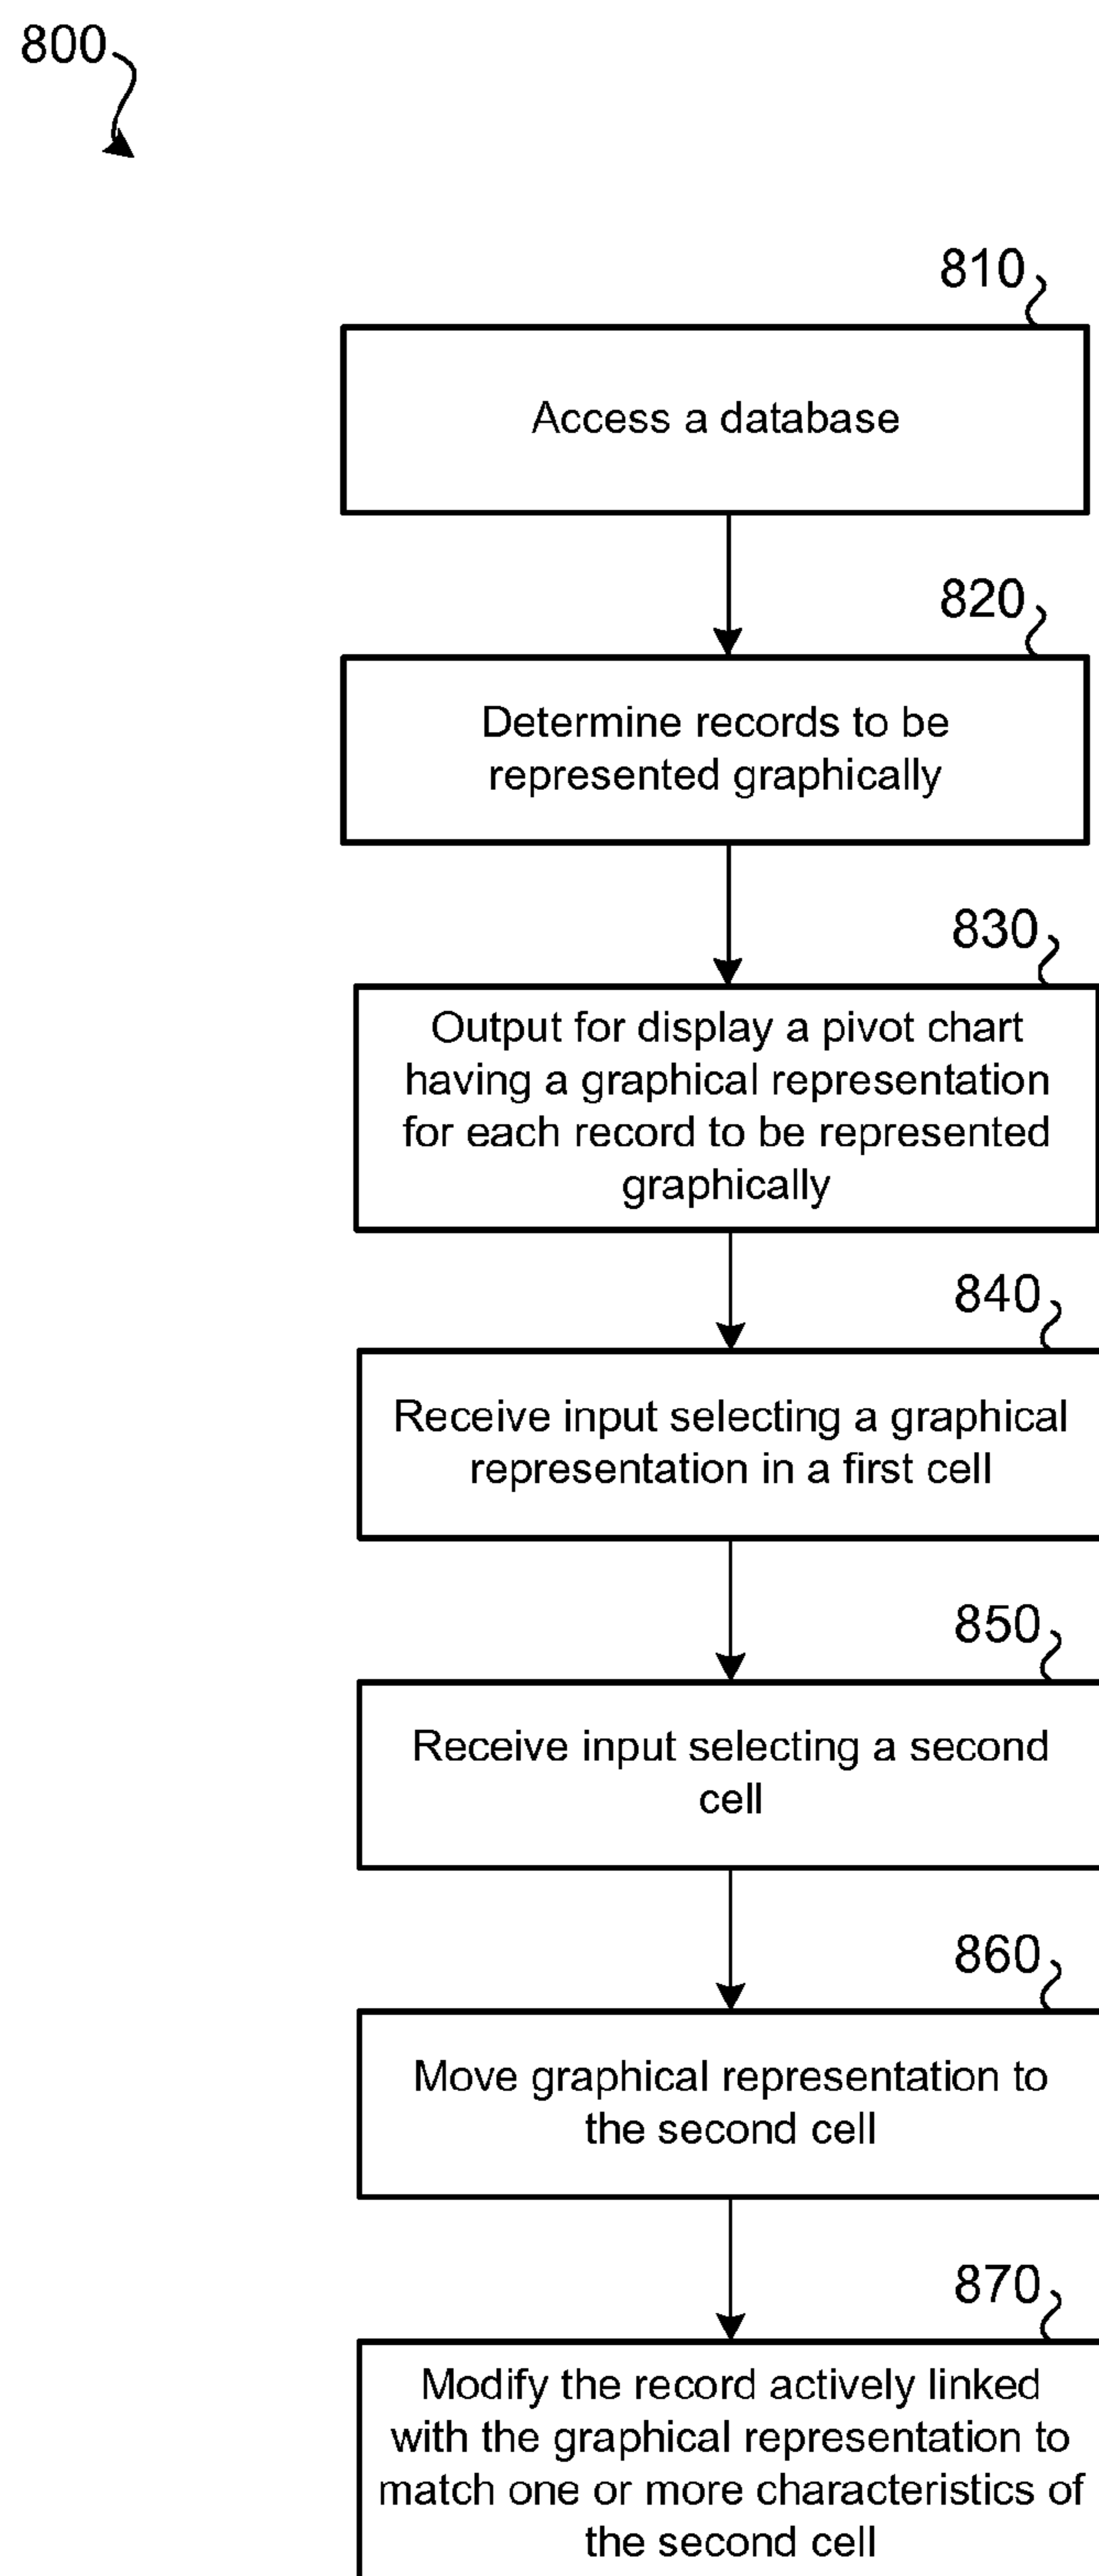 800
810
Access a database
820
Determine records to be
represented graphically
830
Output for display a pivot chart
having a graphical representation
for each record to be represented
graphically
840
Receive input selecting a graphical
representation in a first cell
850
Receive input selecting a second
cell
860
Move graphical representation to
the second cell
870
Modify the record actively linked
with the graphical representation to
match one or more characteristics of
the second cell